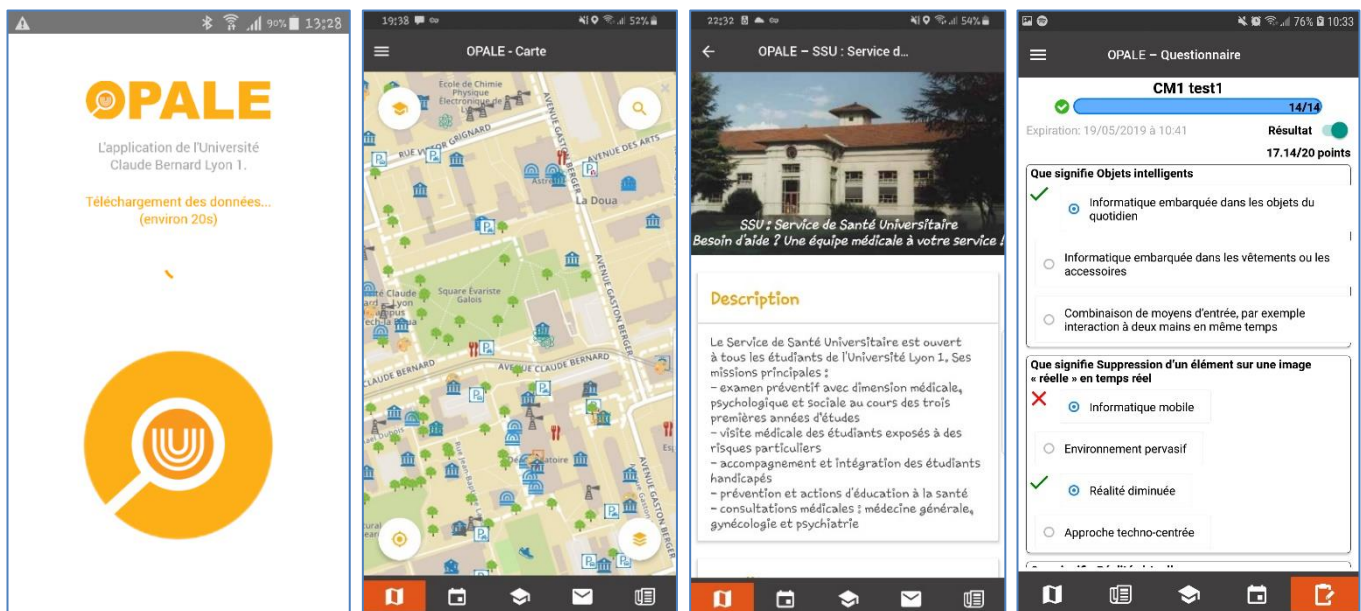 90% 13:28
OPALE
L'application de l'Université
Claude Bernard Lyon 1.
Téléchargement des données...
(environ 20s)
19:38 52%
OPALE - Carte
Ecole de Chimie
Physique
Électronique de
RUE VICTOR GRIGNARD
AVENUE GASTON BERGER
AVENUE DES ARTS
La Doua
Square Évariste
Galois
AVENUE GASTON BERGER
CLAUDE BERNARD
AVENUE CLAUDE BERNARD
Rue Jean-Baptiste
AVENUE GASTON BERGER
22:32 54%
OPALE – SSU : Service d...
SSU : Service de Santé Universitaire
Besoin d'aide ? Une équipe médicale à votre service !
Description
Le Service de Santé Universitaire est ouvert
à tous les étudiants de l'Université Lyon 1. Ses
missions principales :
– examen préventif avec dimension médicale,
psychologique et sociale au cours des trois
premières années d'études
– visite médicale des étudiants exposés à des
risques particuliers
– accompagnement et intégration des étudiants
handicapés
– prévention et actions d'éducation à la santé
– consultations médicales : médecine générale,
gynécologie et psychiatrie
76% 10:33
OPALE – Questionnaire
CM1 test1
14/14
Expiration: 19/05/2019 à 10:41 Résultat
17.14/20 points
Que signifie Objets intelligents
Informatique embarquée dans les objets du
quotidien
Informatique embarquée dans les vêtements ou les
accessoires
Combinaison de moyens d'entrée, par exemple
interaction à deux mains en même temps
Que signifie Suppression d'un élément sur une image
« réelle » en temps réel
Informatique mobile
Environnement pervasif
Réalité diminuée
Approche techno-centrée